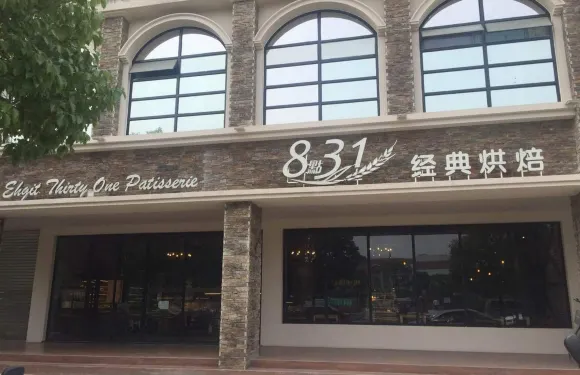 Ehgit Thirty One Patisserie
8點31 经典烘焙